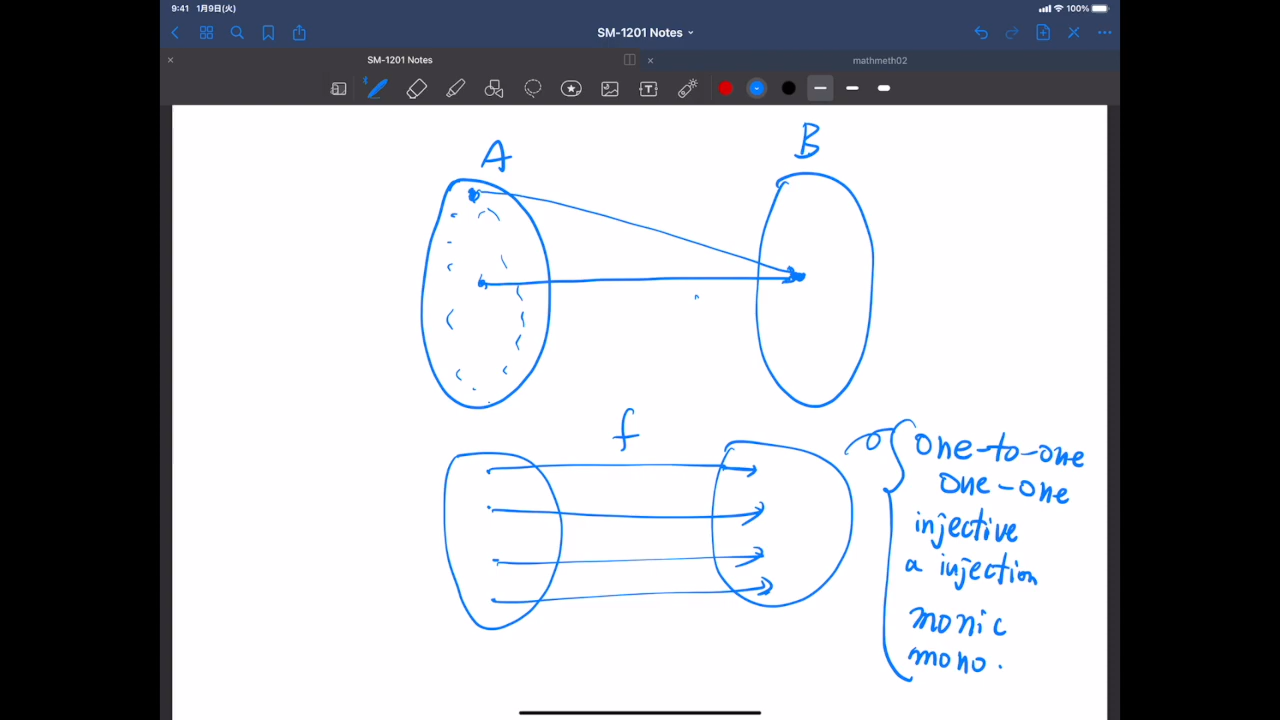 9:41 1月9日(火) 100%
SM-1201 Notes
SM-1201 Notes mathmeth02
A B
f
one-to-one
one-one
injective
a injection
monic
mono.